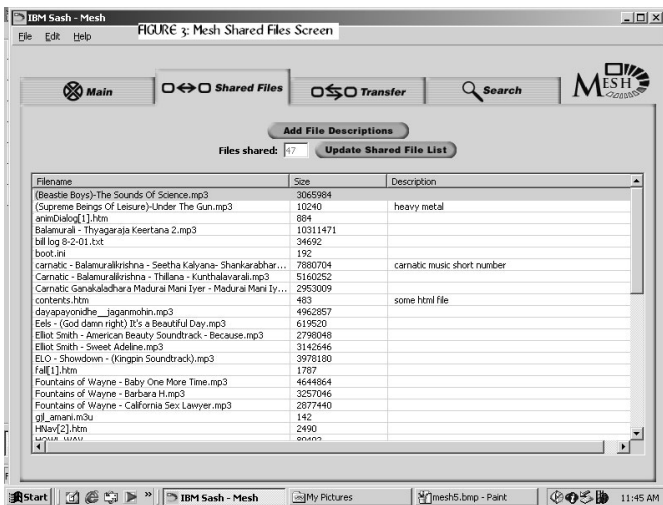 IBM Sash - Mesh
FIGURE 3: Mesh Shared Files Screen
File Edit Help
Main Shared Files Transfer Search MESH
Add File Descriptions
Files shared: 47 Update Shared File List
Filename Size Description
(Beastie Boys)-The Sounds Of Science.mp3 3065984
(Supreme Beings Of Leisure)-Under The Gun.mp3 10240 heavy metal
animDialog[1].htm 884
Balamurali - Thyagaraja Keertana 2.mp3 10311471
bill log 8-2-01.txt 34692
boot.ini 192
carnatic - Balamuralikrishna - Seetha Kalyana- Shankarabhar... 7880704 carnatic music short number
Carnatic - Balamuralikrishna - Thillana - Kunthalavarali.mp3 5160252
Carnatic Ganakaladhara Madurai Mani Iyer - Madurai Mani Iy... 2953009
contents.htm 483 some html file
dayapayonidhe__jaganmohin.mp3 4962857
Eels - (God damn right) It's a Beautiful Day.mp3 619520
Elliot Smith - American Beauty Soundtrack - Because.mp3 2798048
Elliot Smith - Sweet Adeline.mp3 3142646
ELO - Showdown - (Kingpin Soundtrack).mp3 3978180
fall[1].htm 1787
Fountains of Wayne - Baby One More Time.mp3 4644864
Fountains of Wayne - Barbara H.mp3 3257046
Fountains of Wayne - California Sex Lawyer.mp3 2877440
gjl_amani.m3u 142
HNav[2].htm 2490
Start » IBM Sash - Mesh My Pictures mesh5.bmp - Paint 11:45 AM